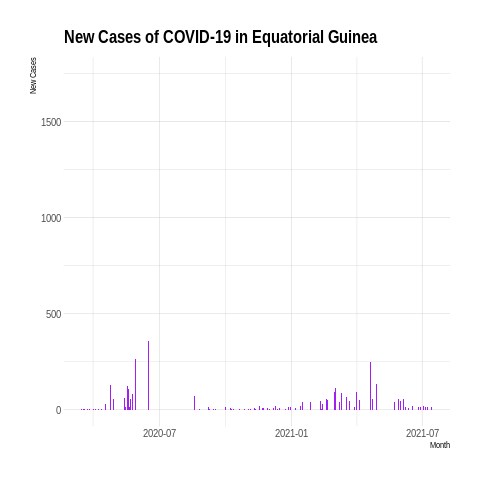 New Cases of COVID-19 in Equatorial Guinea
New Cases
1500
1000
500
0
2020-07
2021-01
2021-07
Month